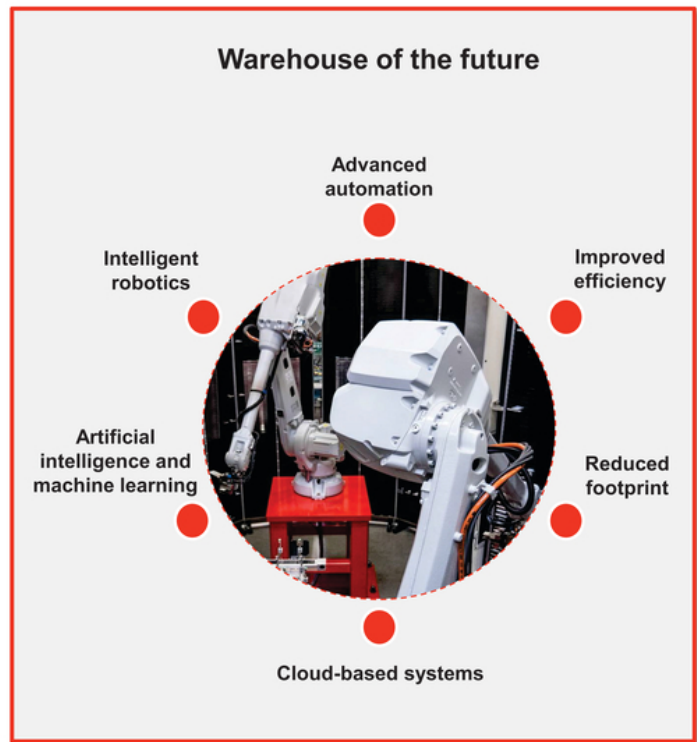 Warehouse of the future
Advanced
automation
Intelligent
robotics
Improved
efficiency
Artificial
intelligence and
machine learning
Reduced
footprint
Cloud-based systems